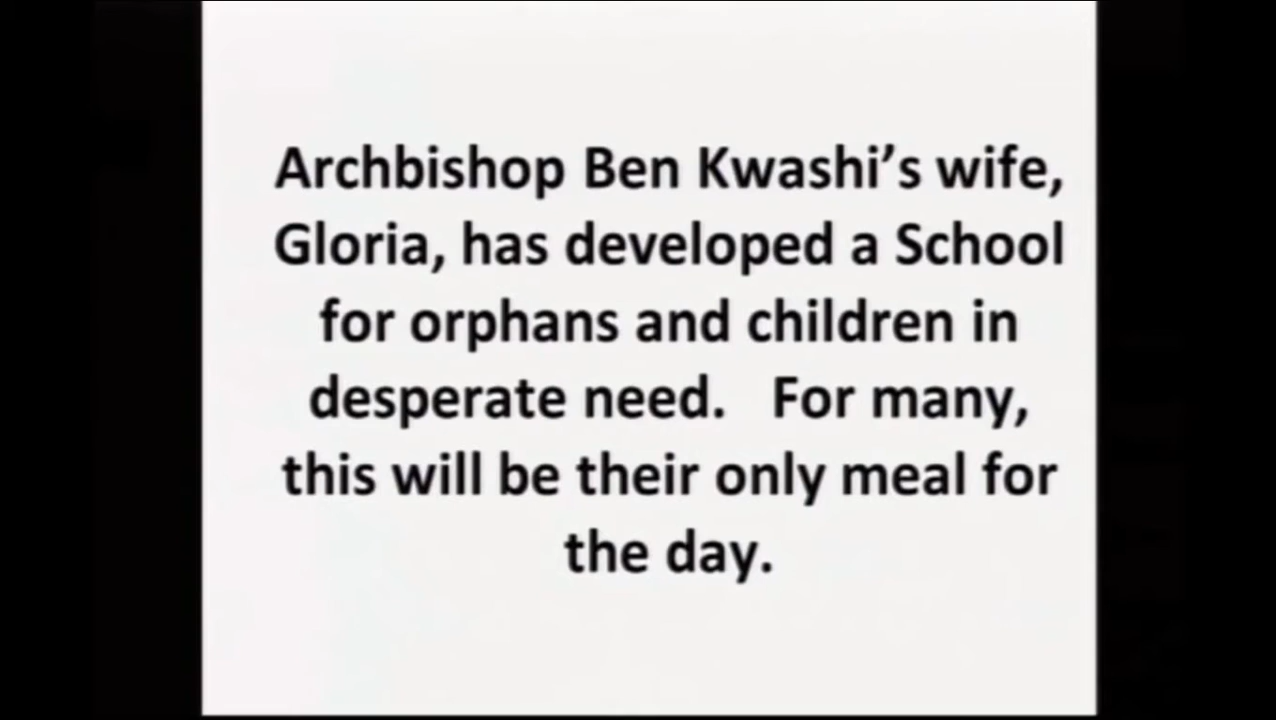 Archbishop Ben Kwashi’s wife,
Gloria, has developed a School
for orphans and children in
desperate need.   For many,
this will be their only meal for
the day.